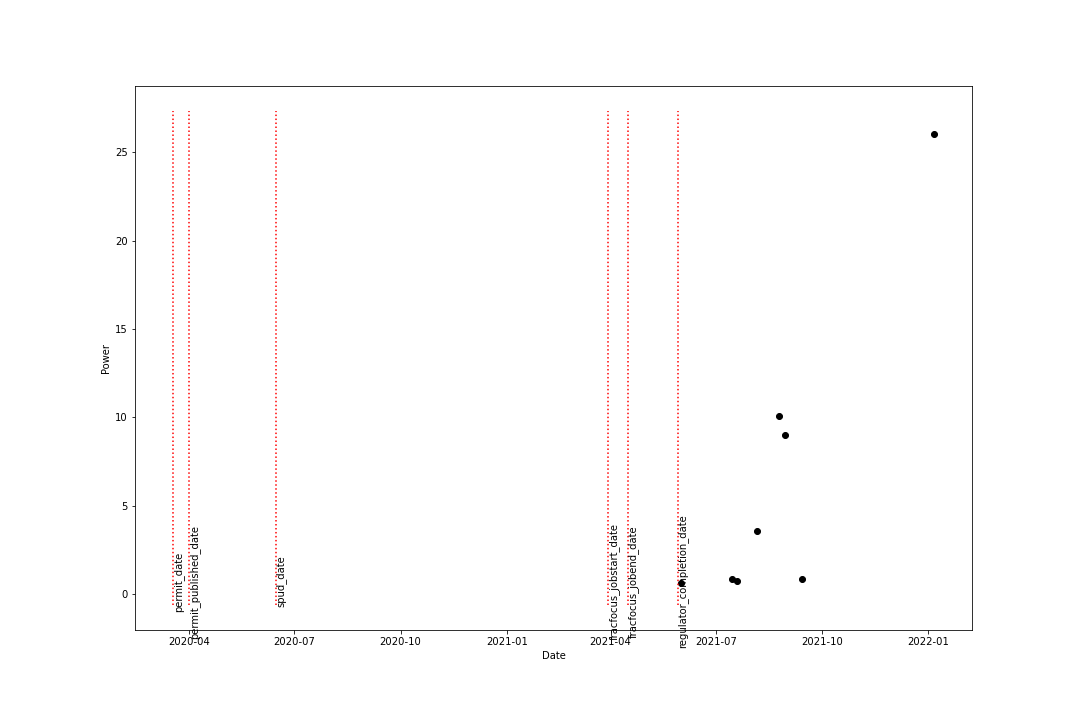 25
20
15
10
5
0
Power
permit_date
permit_published_date
spud_date
fracfocus_jobstart_date
fracfocus_jobend_date
regulator_completion_date
2020-04
2020-07
2020-10
2021-01
2021-04
2021-07
2021-10
2022-01
Date